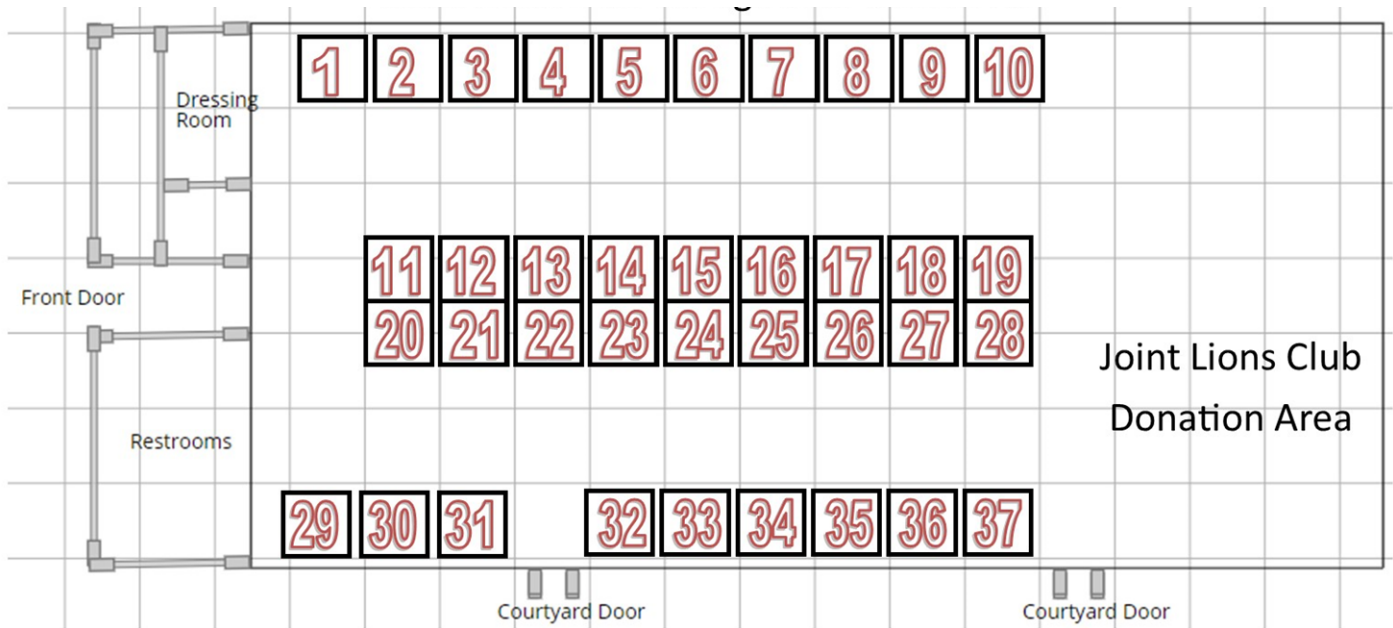 1 2 3 4 5 6 7 8 9 10
Dressing
Room
11 12 13 14 15 16 17 18 19
Front Door
20 21 22 23 24 25 26 27 28
Joint Lions Club
Donation Area
Restrooms
29 30 31 32 33 34 35 36 37
Courtyard Door
Courtyard Door